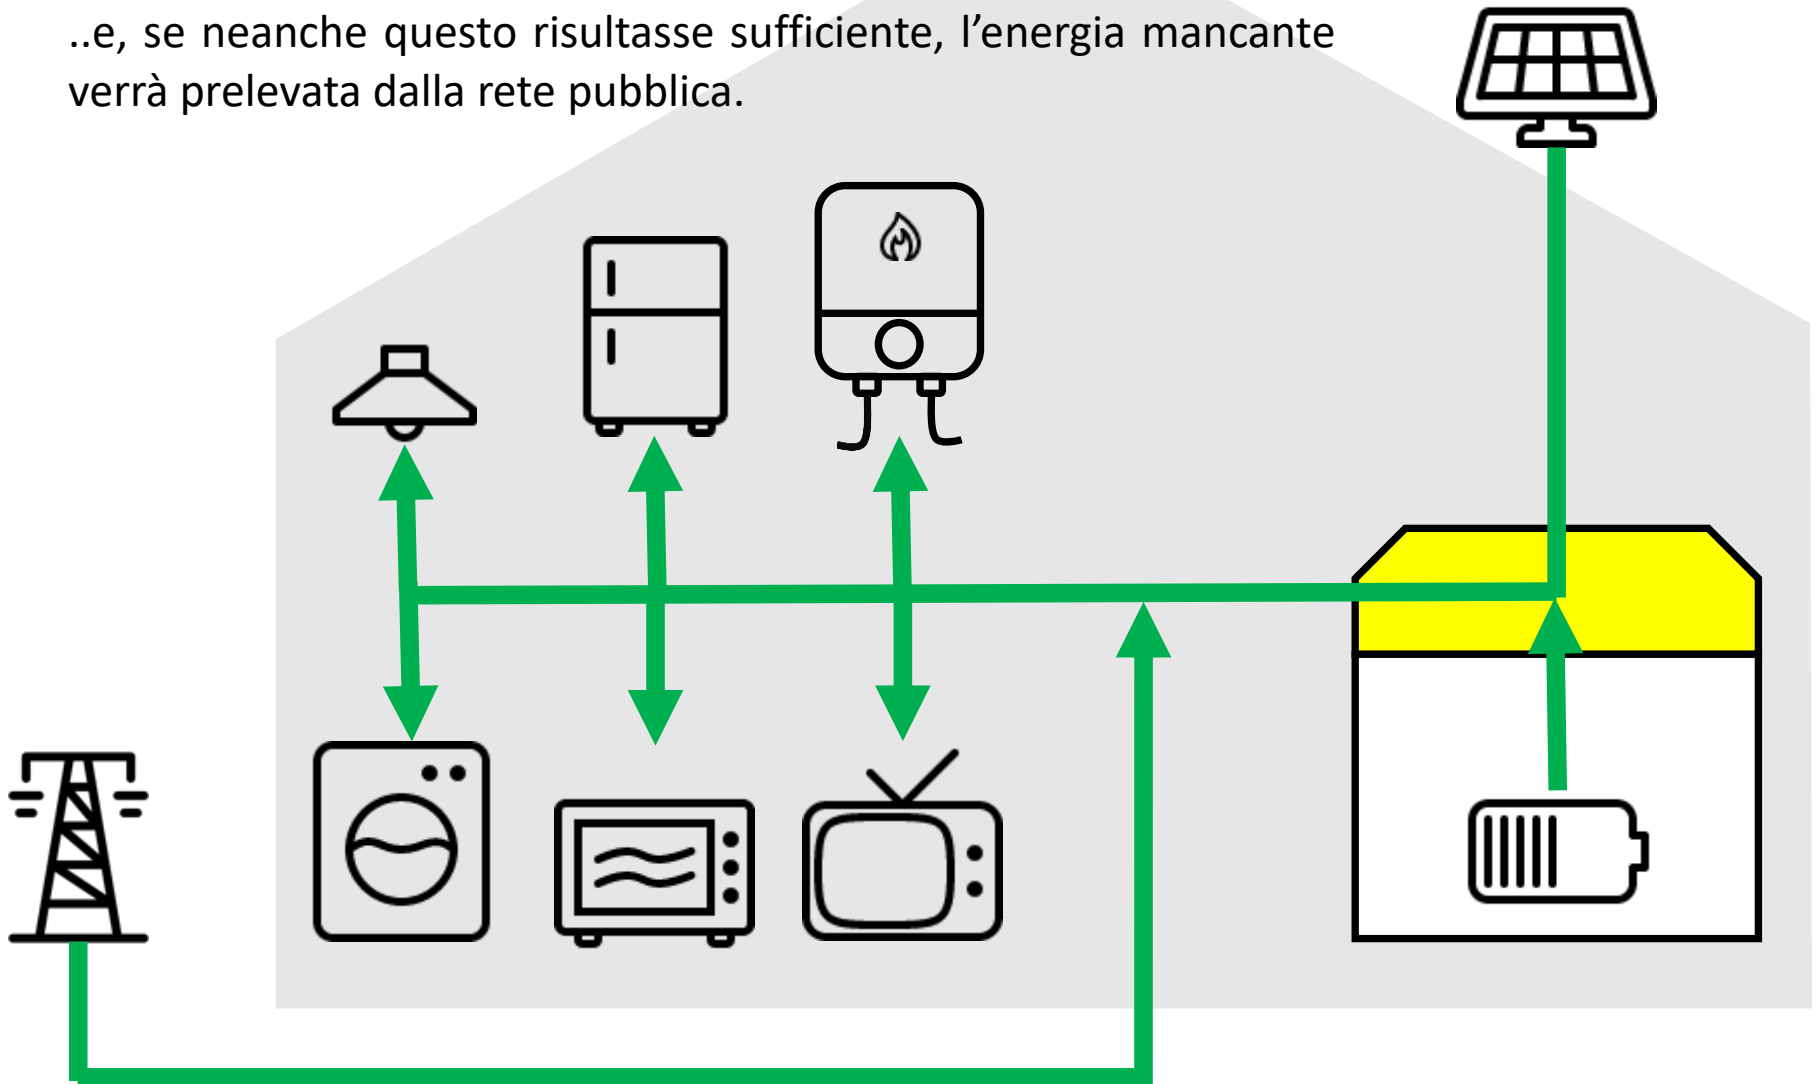 ..e, se neanche questo risultasse sufficiente, l’energia mancante
verrà prelevata dalla rete pubblica.